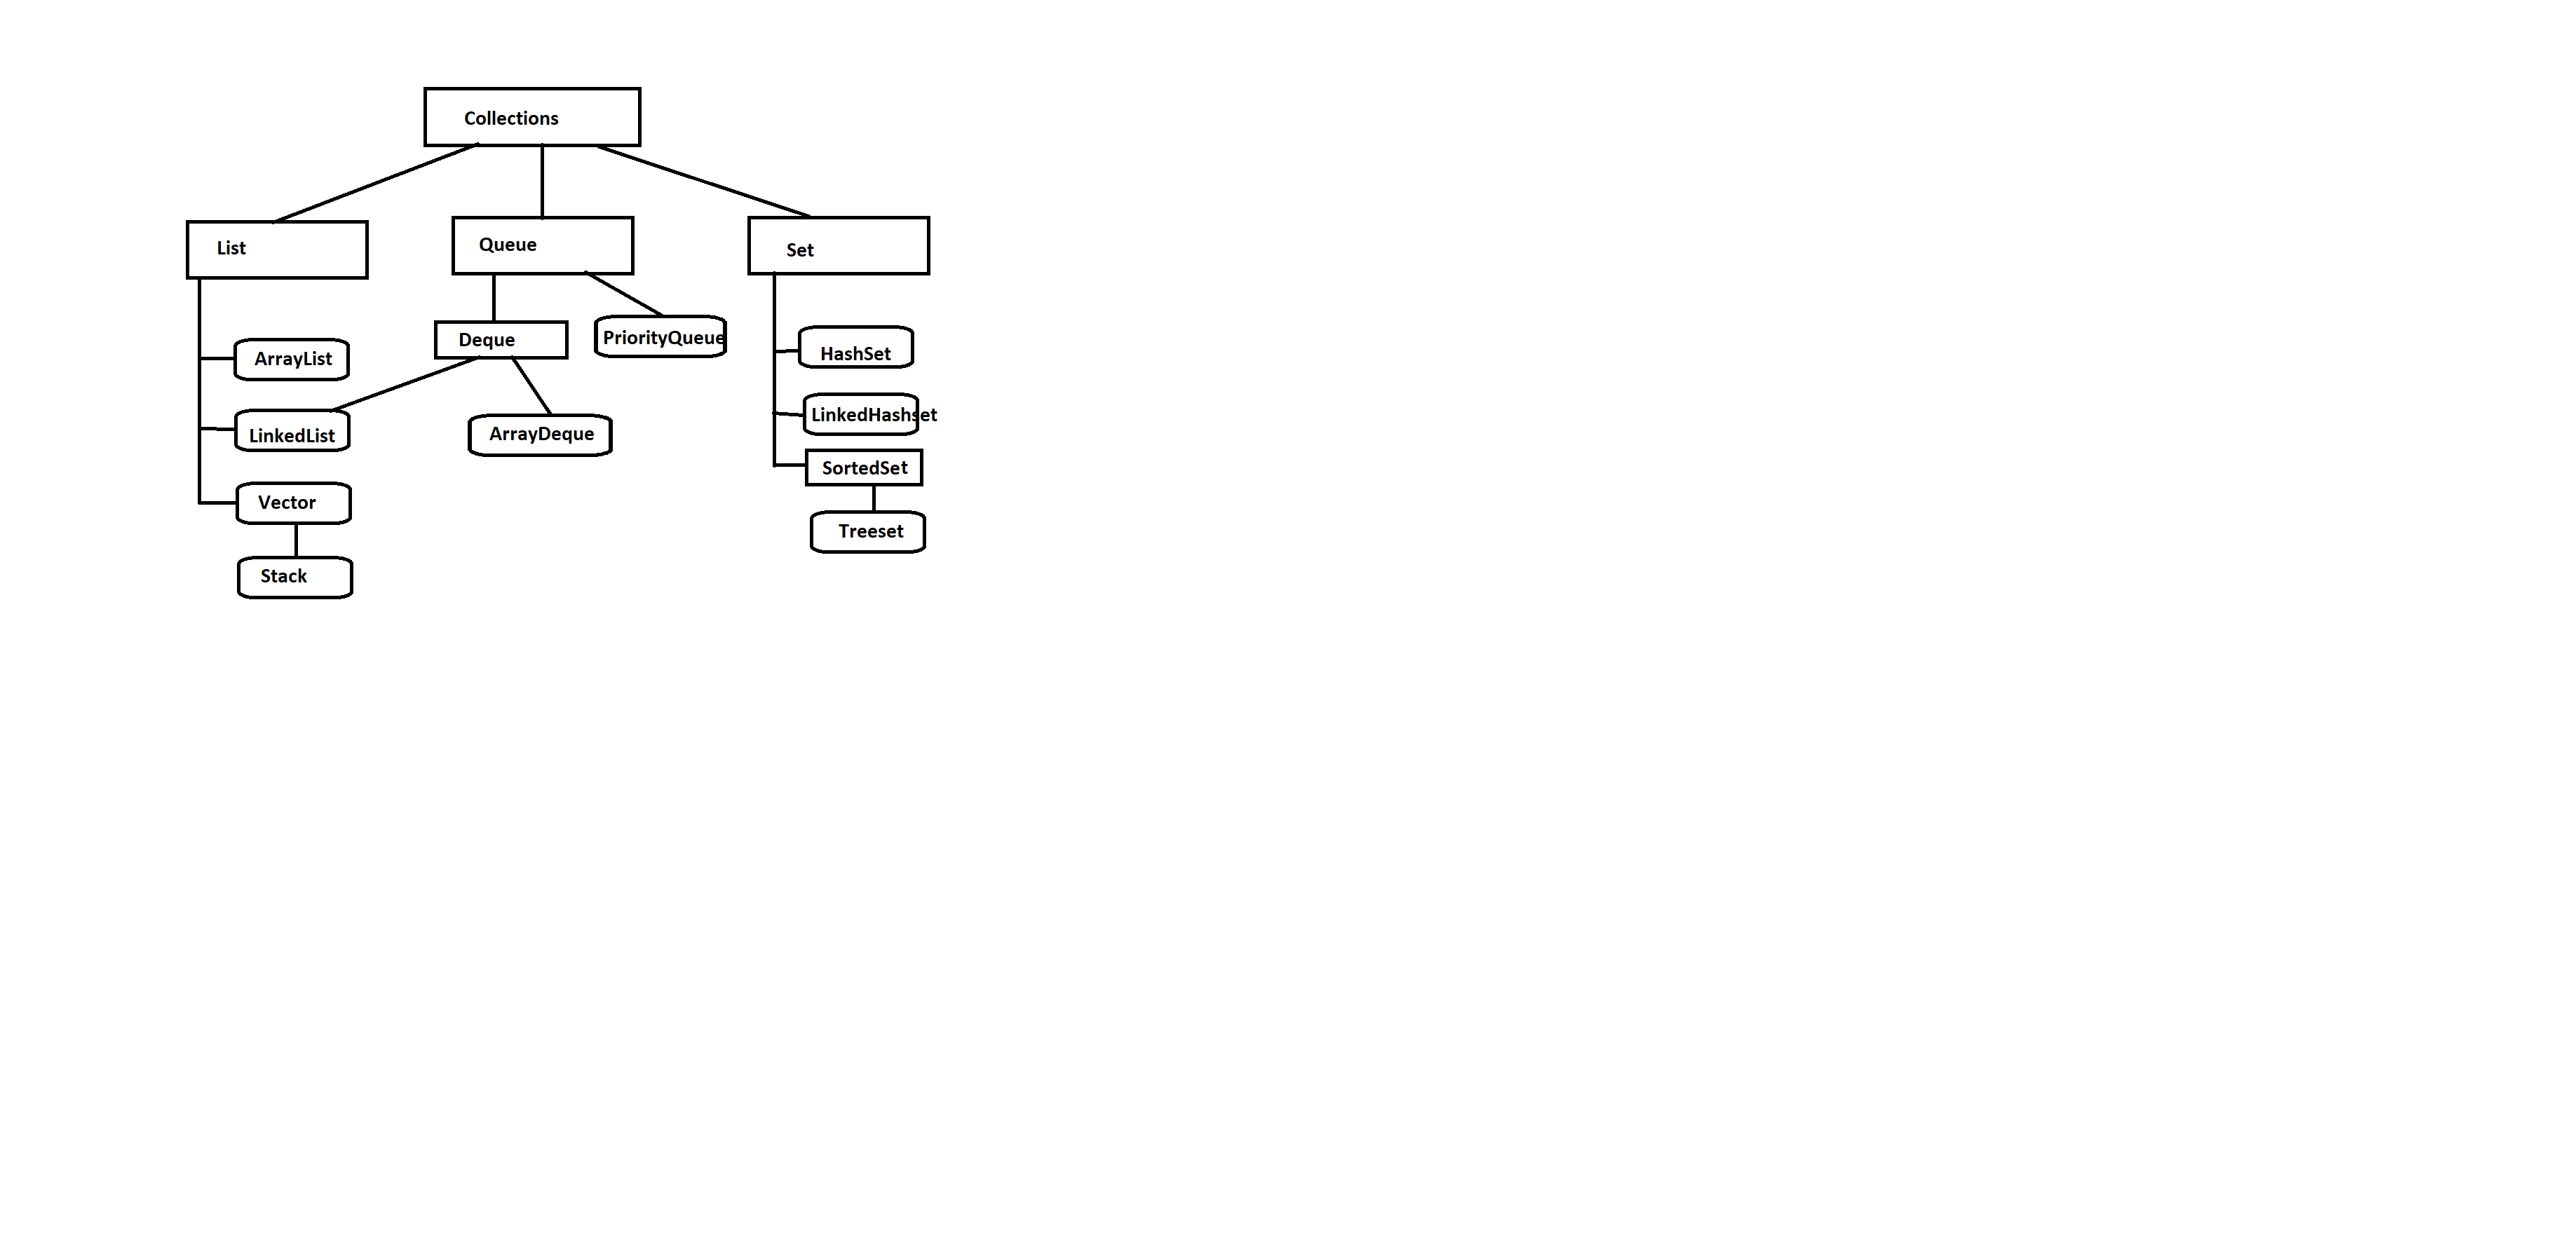 Collections
List
Queue
Set
Deque
PriorityQueue
ArrayList
HashSet
LinkedList
ArrayDeque
LinkedHashset
SortedSet
Vector
Treeset
Stack